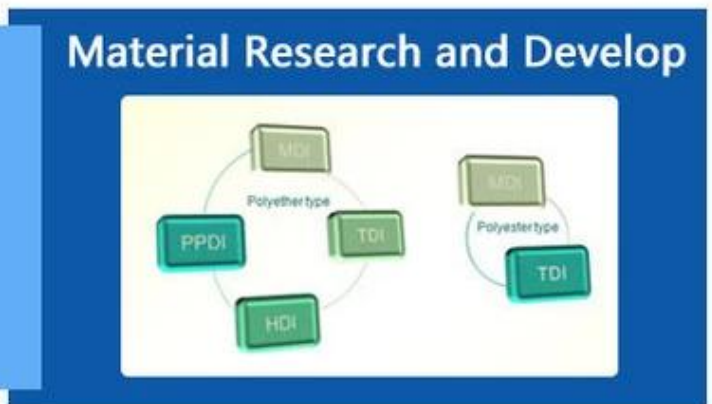 Material Research and Develop
MDI
Polyether type
PPDI
TDI
HDI
MDI
Polyester type
TDI